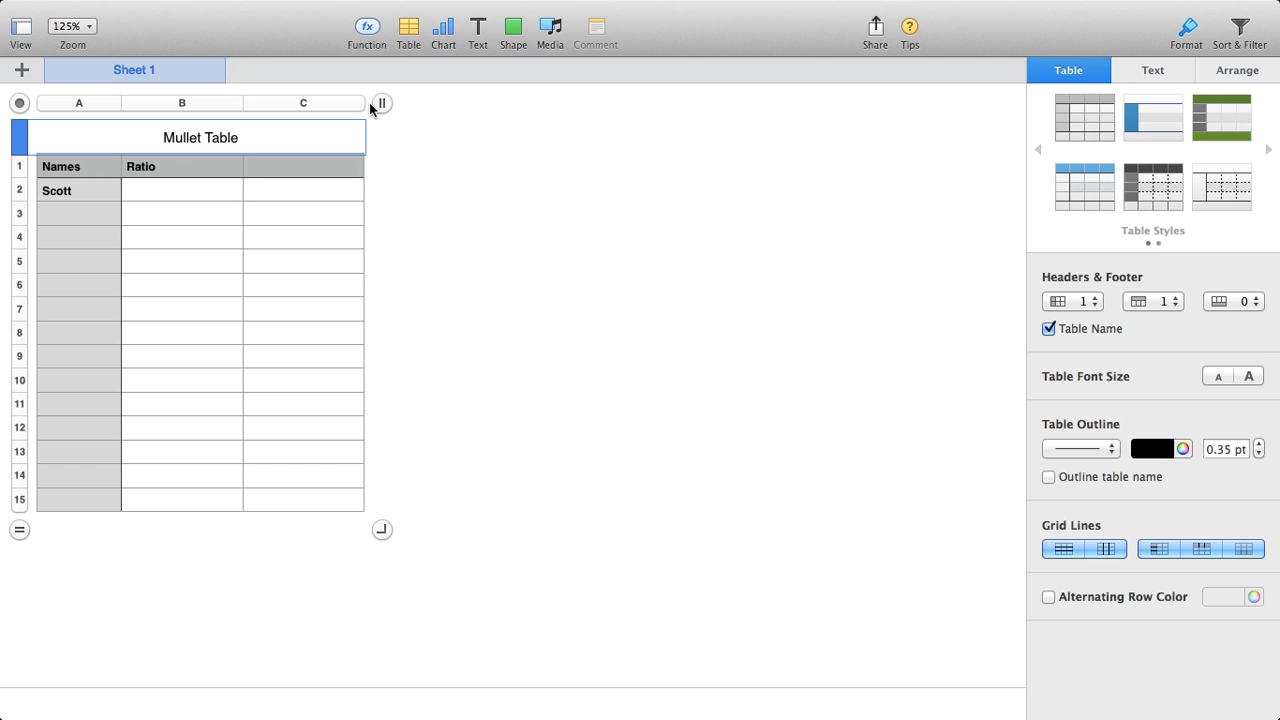 125%
View Zoom Function Table Chart Text Shape Media Comment Share Tips Format Sort & Filter
Sheet 1
Table Text Arrange
A B C
Mullet Table
1 Names Ratio
2 Scott
3
4
5
6
7
8
9
10
11
12
13
14
15
Table Styles
Headers & Footer
1 1 0
Table Name
Table Font Size A A
Table Outline
0.35 pt
Outline table name
Grid Lines
Alternating Row Color